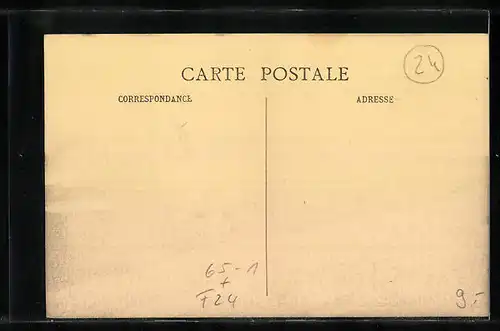 24
CARTE POSTALE
CORRESPONDANCE
ADRESSE
65-1
+
F24
9.-